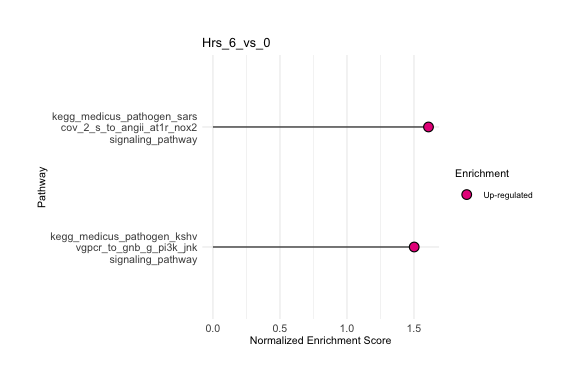 Hrs_6_vs_0
kegg_medicus_pathogen_sars
cov_2_s_to_angii_at1r_nox2
signaling_pathway
kegg_medicus_pathogen_kshv
vgpcr_to_gnb_g_pi3k_jnk
signaling_pathway
Pathway
0.0 0.5 1.0 1.5
Normalized Enrichment Score
Enrichment
Up-regulated